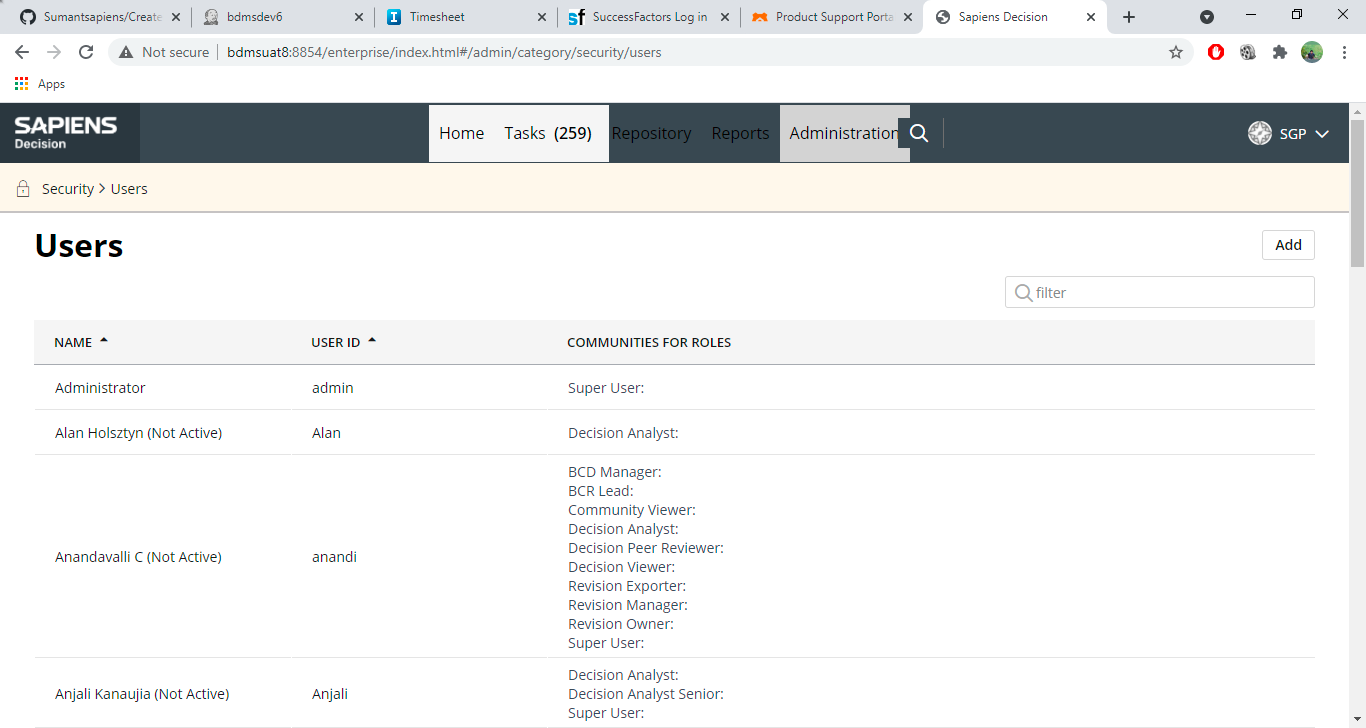 Sumantsapiens/Create
bdmsdev6
Timesheet
SuccessFactors Log in
Product Support Porta
Sapiens Decision
Not secure
bdmsuat8:8854/enterprise/index.html#/admin/category/security/users
Apps
SAPIENS
Decision
Home
Tasks (259)
Repository
Reports
Administration
SGP
Security > Users
Users
Add
filter
NAME USER ID COMMUNITIES FOR ROLES
Administrator admin Super User:
Alan Holsztyn (Not Active) Alan Decision Analyst:
BCD Manager:
BCR Lead:
Community Viewer:
Decision Analyst:
Decision Peer Reviewer:
Anandavalli C (Not Active) anandi
Decision Viewer:
Revision Exporter:
Revision Manager:
Revision Owner:
Super User:
Decision Analyst:
Anjali Kanaujia (Not Active) Anjali Decision Analyst Senior:
Super User: